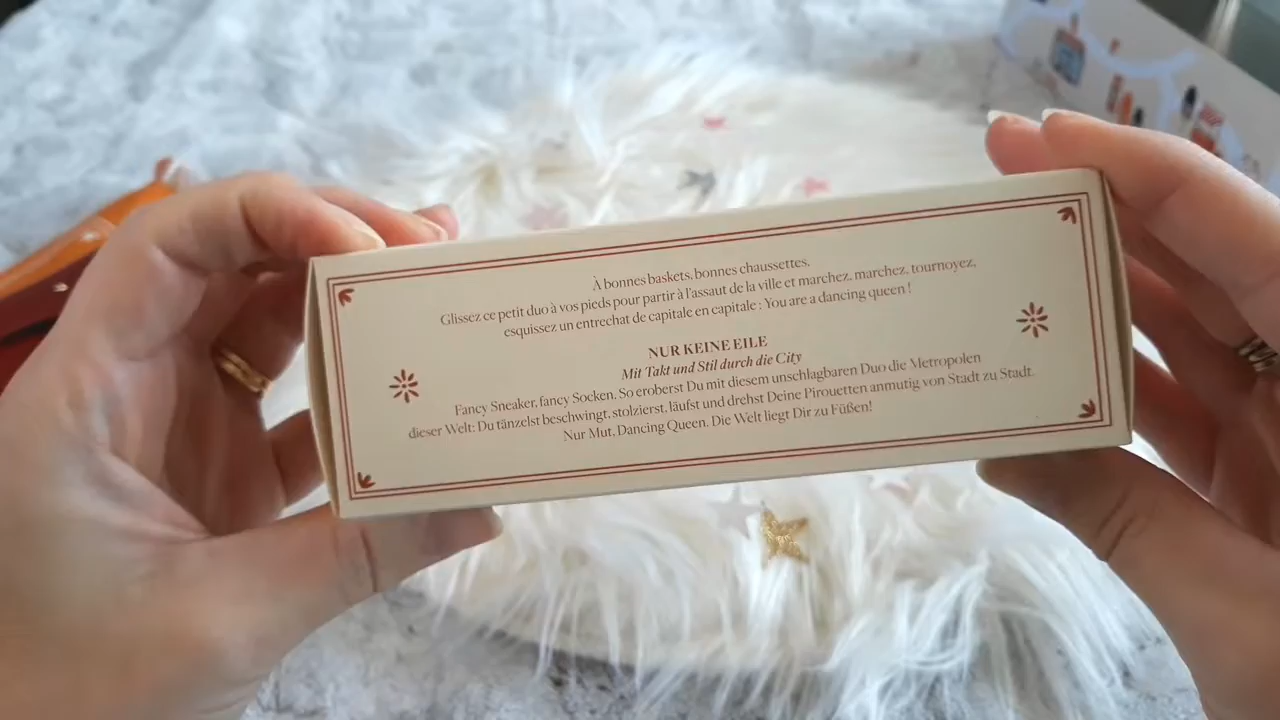 À bonnes baskets, bonnes chaussettes.
Glissez ce petit duo à vos pieds pour partir à l'assaut de la ville et marchez, marchez, tournoyez,
esquissez un entrechat de capitale en capitale : You are a dancing queen !
NUR KEINE EILE
Mit Takt und Stil durch die City
Fancy Sneaker, fancy Socken. So eroberst Du mit diesem unschlagbaren Duo die Metropolen
dieser Welt: Du tänzelst beschwingt, stolzierst, läufst und drehst Deine Pirouetten anmutig von Stadt zu Stadt.
Nur Mut, Dancing Queen. Die Welt liegt Dir zu Füßen!